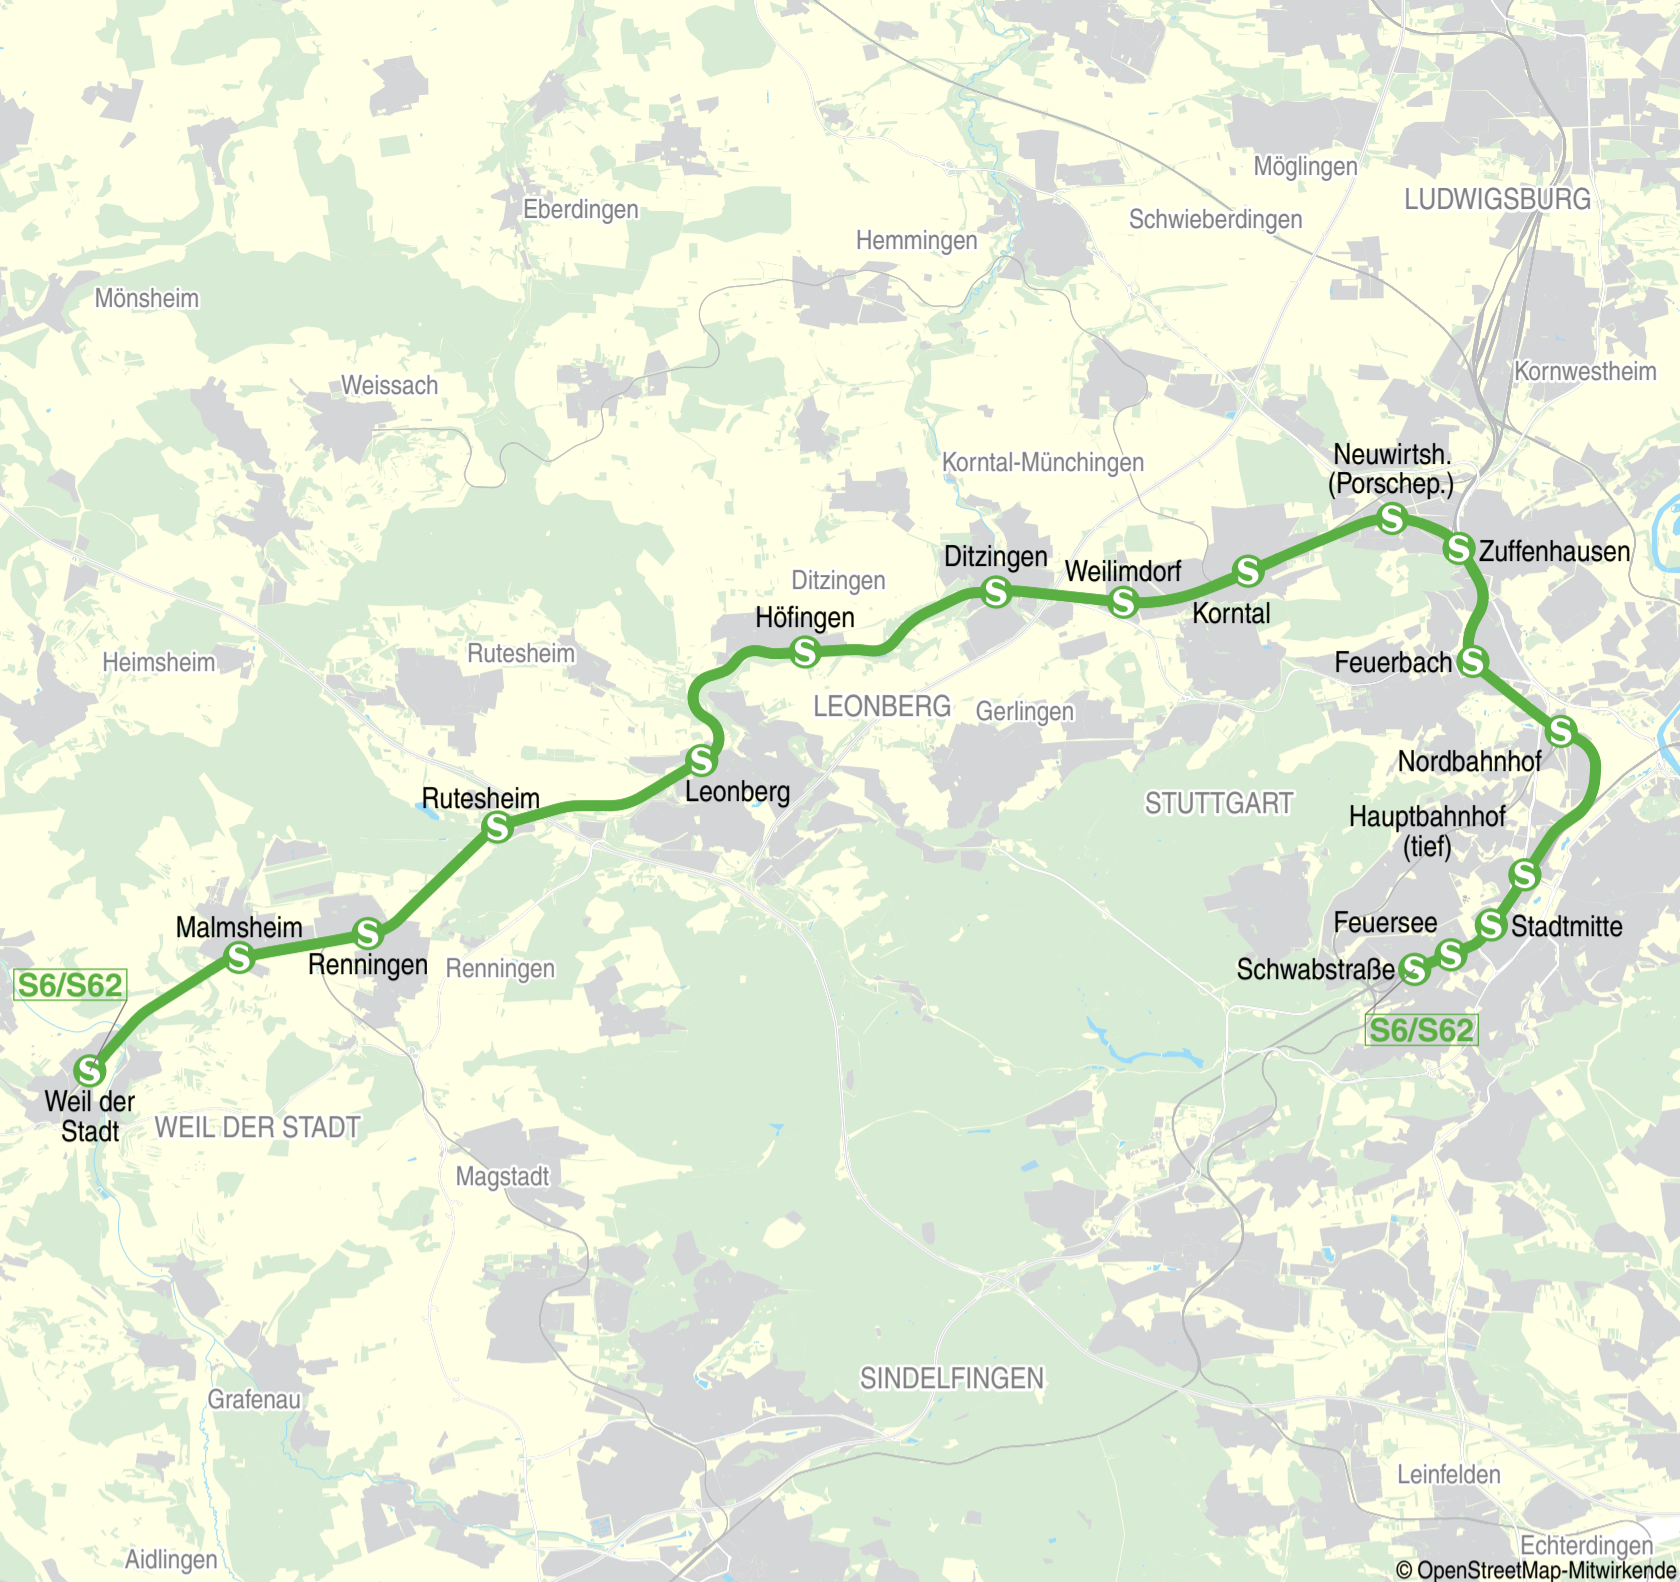 Möglingen
LUDWIGSBURG
Eberdingen
Schwieberdingen
Hemmingen
Mönsheim
Kornwestheim
Weissach
Neuwirtsh.
(Porschep.)
Korntal-Münchingen
S
S
Zuffenhausen
Ditzingen
Weilimdorf
S
Ditzingen
S
S
Korntal
Höfingen
S
Rutesheim
Heimsheim
Feuerbach
S
LEONBERG
Gerlingen
S
Nordbahnhof
S
Leonberg
Rutesheim
S
STUTTGART
Hauptbahnhof
(tief)
S
Malmsheim
S
S
Renningen
Renningen
Feuersee
S
Stadtmitte
Schwabstraße
S
S
S6/S62
S6/S62
S
Weil der
Stadt
WEIL DER STADT
Magstadt
SINDELFINGEN
Grafenau
Leinfelden
Echterdingen
Aidlingen
© OpenStreetMap-Mitwirkende